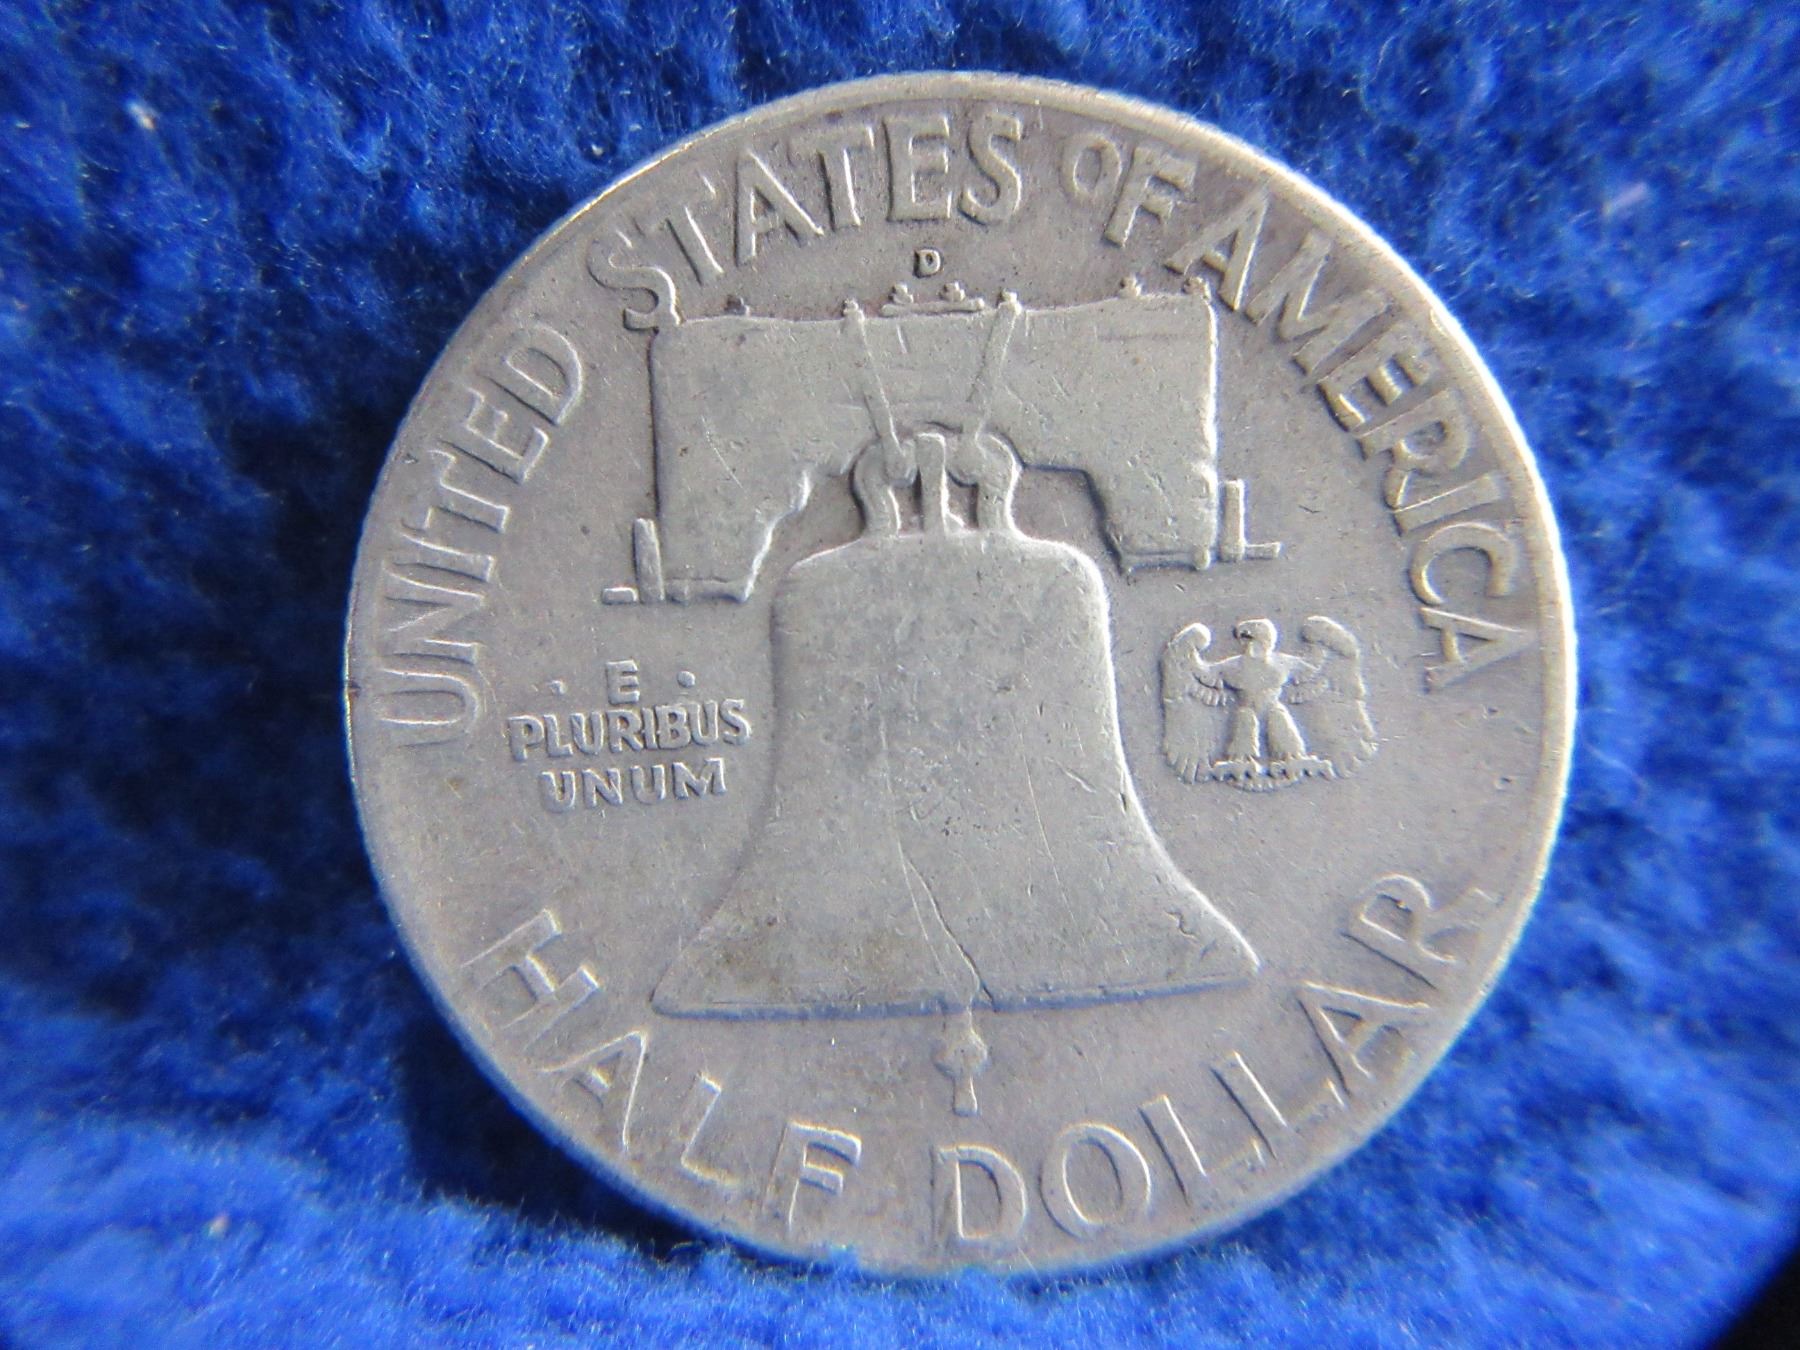 UNITED STATES OF AMERICA
D
· E ·
PLURIBUS
UNUM
HALF DOLLAR